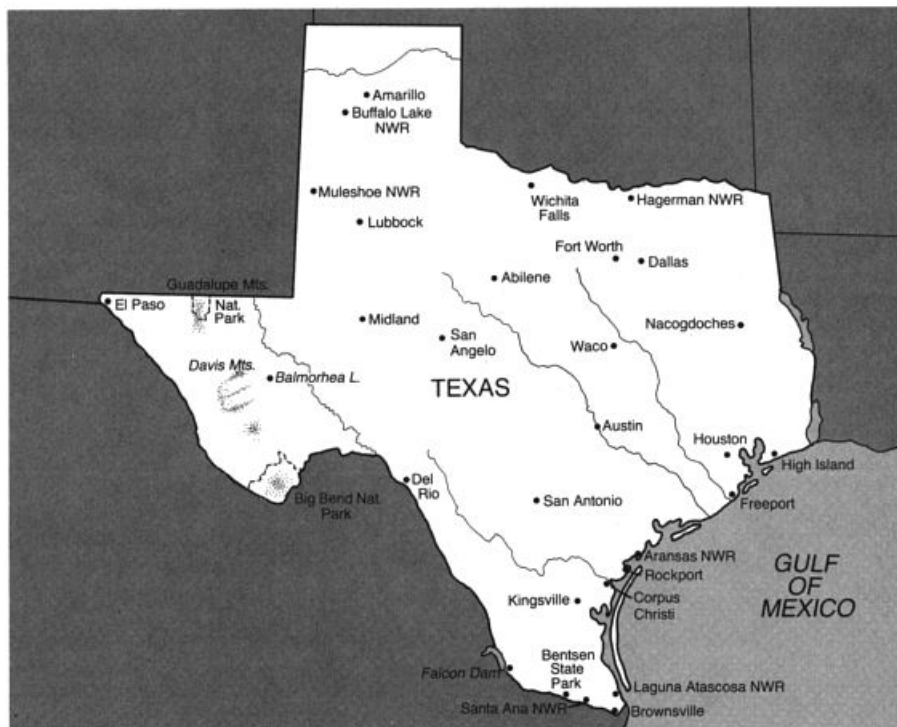 Amarillo
Buffalo Lake
NWR
Muleshoe NWR
Wichita
Falls
Hagerman NWR
Lubbock
Fort Worth
Dallas
Abilene
Guadalupe Mts.
Nat.
Park
El Paso
Midland
San
Angelo
Nacogdoches
Waco
Davis Mts.
Balmorhea L.
TEXAS
Austin
Houston
High Island
Del
Rio
Big Bend Nat.
Park
San Antonio
Freeport
Aransas NWR
Rockport
Corpus
Christi
Kingsville
GULF
OF
MEXICO
Bentsen
State
Park
Falcon Dam
Laguna Atascosa NWR
Santa Ana NWR
Brownsville